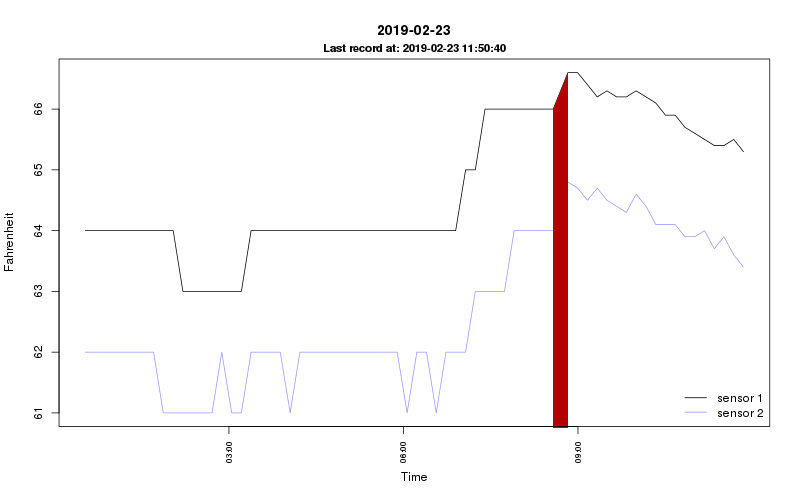 2019-02-23
Last record at: 2019-02-23 11:50:40
Fahrenheit
66
65
64
63
62
61
sensor 1
sensor 2
03:00
06:00
09:00
Time